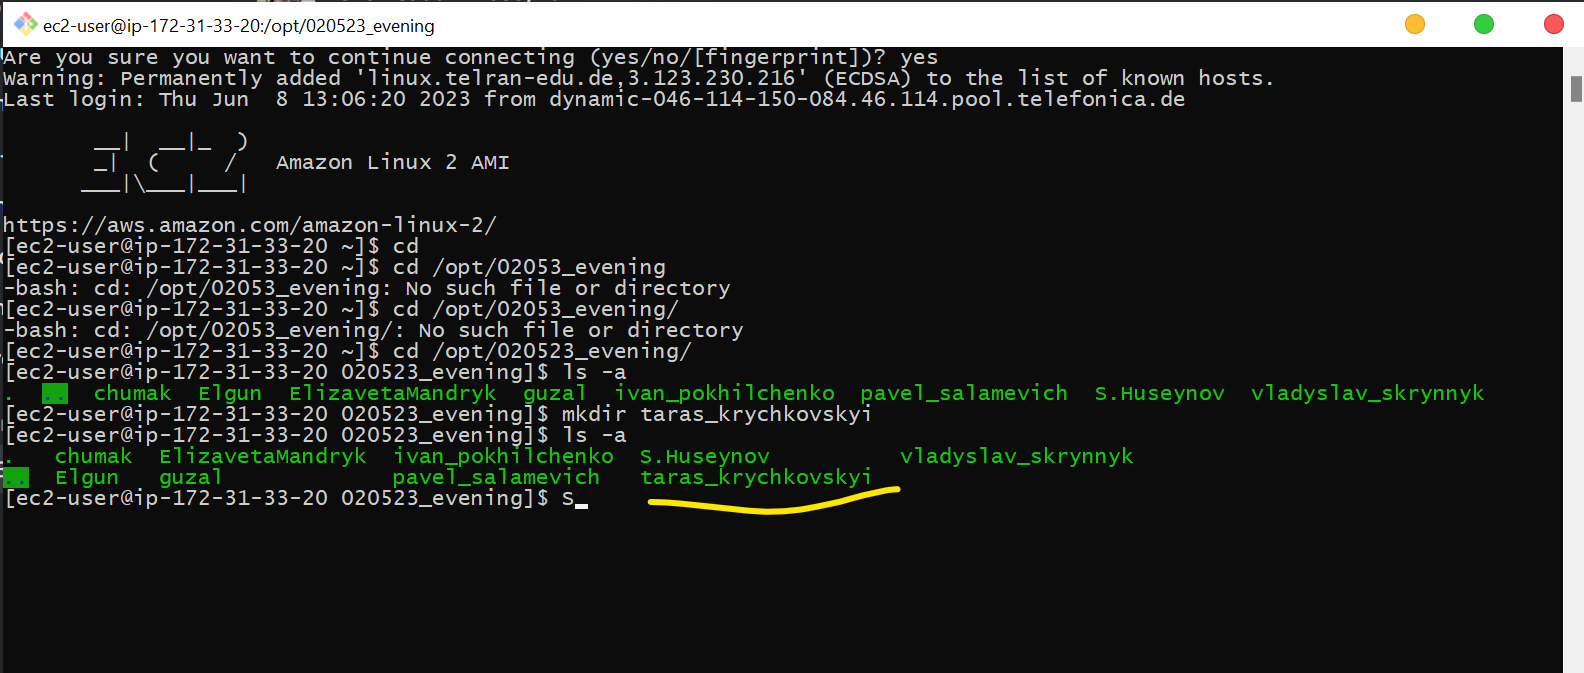 ec2-user@ip-172-31-33-20:/opt/020523_evening
Are you sure you want to continue connecting (yes/no/[fingerprint])? yes
Warning: Permanently added 'linux.telran-edu.de,3.123.230.216' (ECDSA) to the list of known hosts.
Last login: Thu Jun  8 13:06:20 2023 from dynamic-046-114-150-084.46.114.pool.telefonica.de
       __|  __|_  )
       _|  (     /   Amazon Linux 2 AMI
      ___|\___|___|
https://aws.amazon.com/amazon-linux-2/
[ec2-user@ip-172-31-33-20 ~]$ cd
[ec2-user@ip-172-31-33-20 ~]$ cd /opt/02053_evening
-bash: cd: /opt/02053_evening: No such file or directory
[ec2-user@ip-172-31-33-20 ~]$ cd /opt/02053_evening/
-bash: cd: /opt/02053_evening/: No such file or directory
[ec2-user@ip-172-31-33-20 ~]$ cd /opt/020523_evening/
[ec2-user@ip-172-31-33-20 020523_evening]$ ls -a
.  ..  chumak  Elgun  ElizavetaMandryk  guzal  ivan_pokhilchenko  pavel_salamevich  S.Huseynov  vladyslav_skrynnyk
[ec2-user@ip-172-31-33-20 020523_evening]$ mkdir taras_krychkovskyi
[ec2-user@ip-172-31-33-20 020523_evening]$ ls -a
.   chumak  ElizavetaMandryk  ivan_pokhilchenko  S.Huseynov          vladyslav_skrynnyk
..  Elgun   guzal             pavel_salamevich   taras_krychkovskyi
[ec2-user@ip-172-31-33-20 020523_evening]$ s